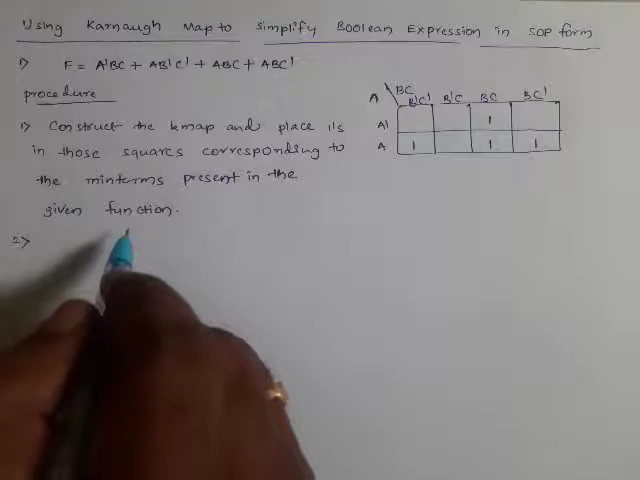 Using Karnaugh Map to simplify Boolean Expression in SOP form
1) F = A'BC + AB'C' + ABC + ABC'
procedure
1) Construct the kmap and place 1's
in those squares corresponding to
the minterms present in the
given function.
2)
A \ BC
B'C' B'C BC BC'
A' 1
A 1 1 1